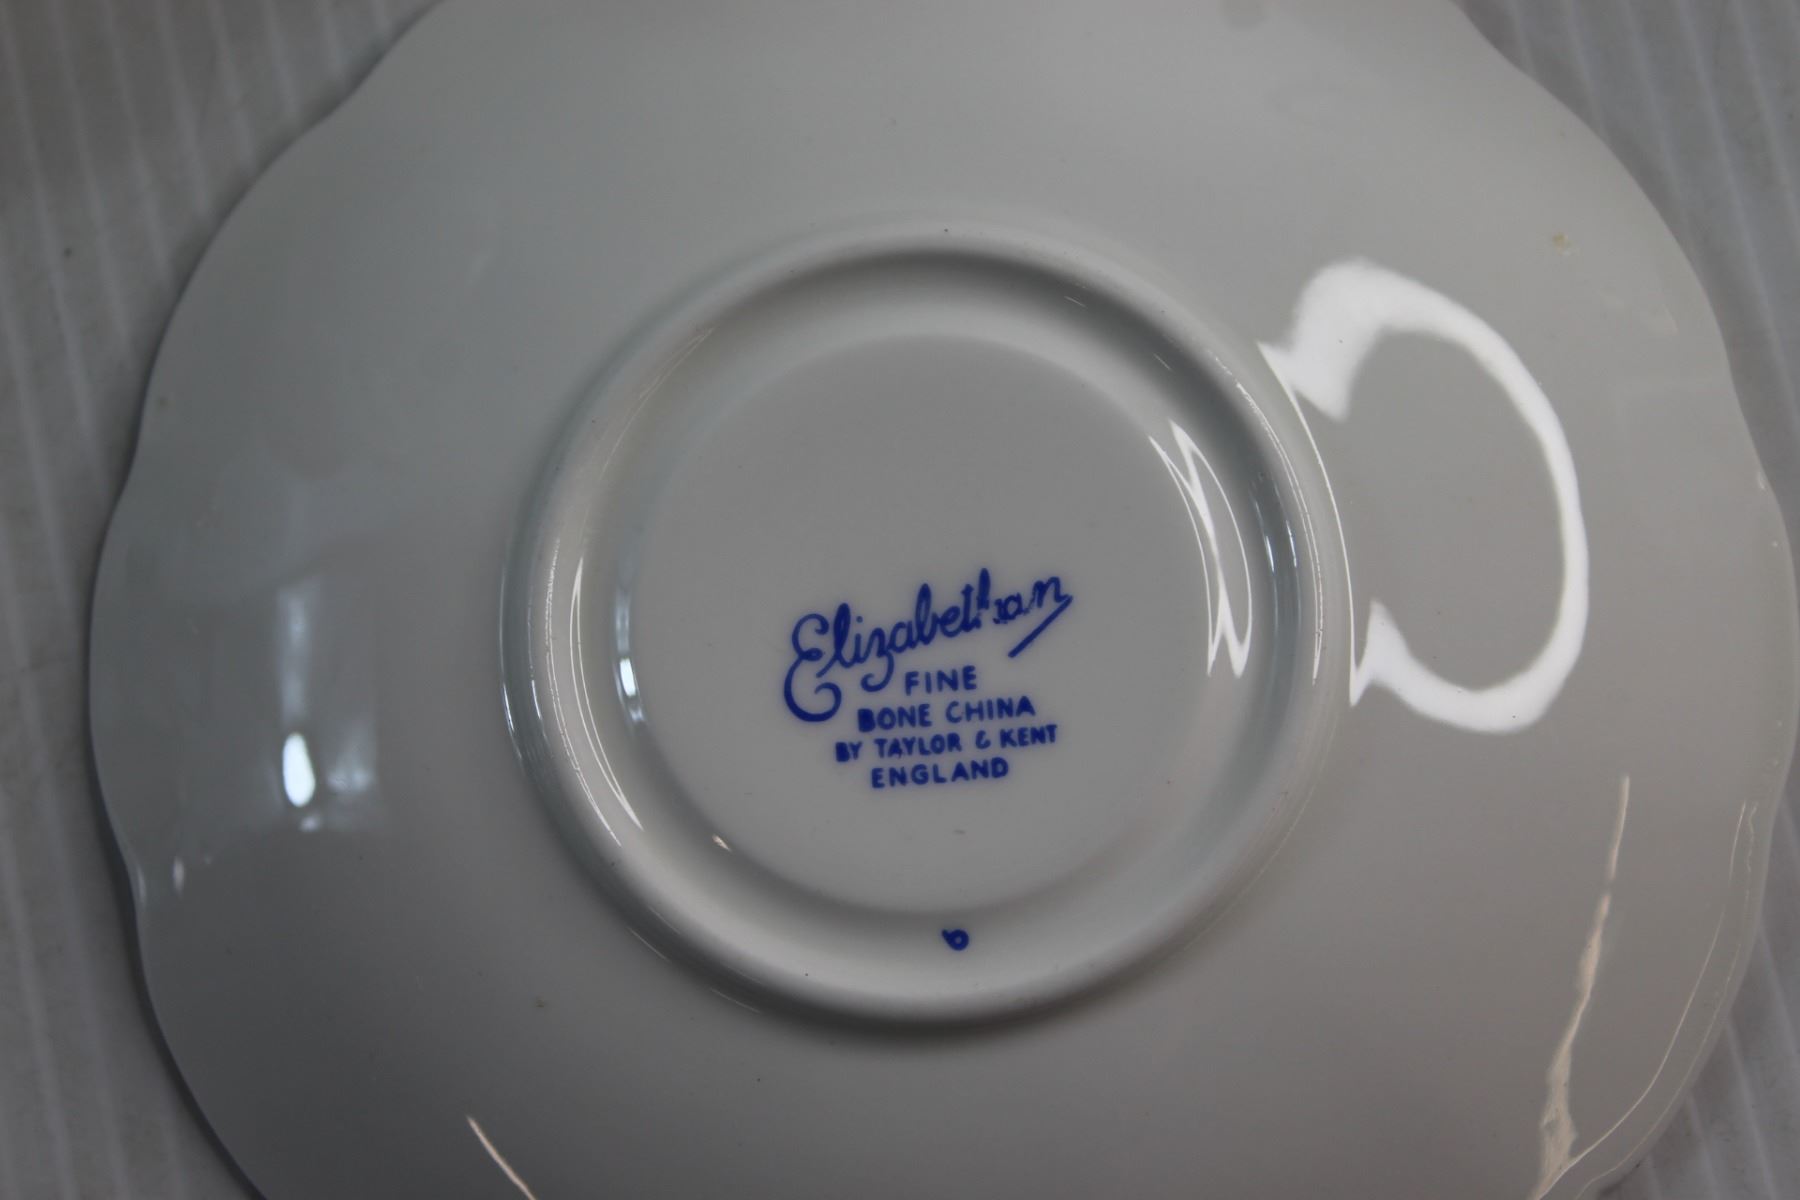 Elizabethan
FINE
BONE CHINA
BY TAYLOR & KENT
ENGLAND